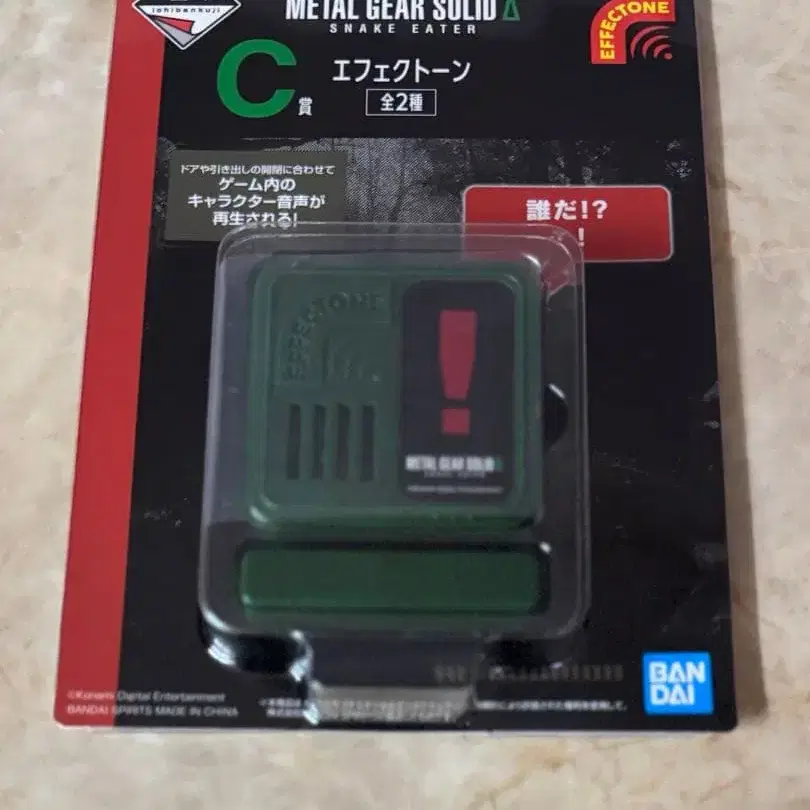 ichibankuji
METAL GEAR SOLID Δ
SNAKE EATER
EFFECTONE
C賞
エフェクトーン
全2種
ドアや引き出しの開閉に合わせて
ゲーム内の
キャラクター音声が
再生される!
誰だ!?
!
EFFECTONE
!
METAL GEAR SOLID Δ
SNAKE EATER
BAN
DAI
©Konami Digital Entertainment
BANDAI SPIRITS MADE IN CHINA